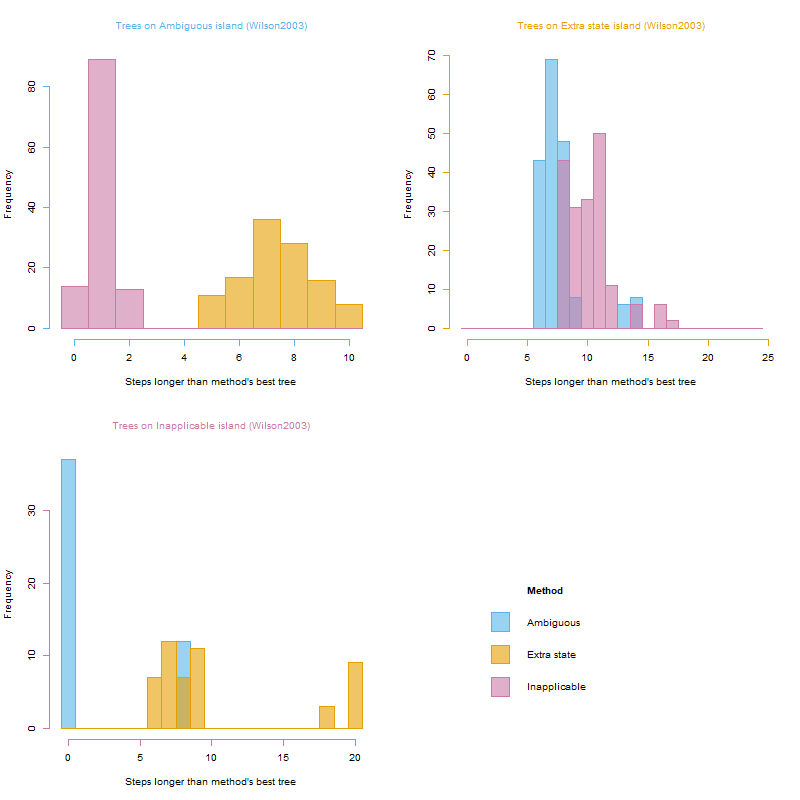 Trees on Ambiguous island (Wilson2003)
Frequency
0 20 40 60 80
0 2 4 6 8 10
Steps longer than method's best tree
Trees on Extra state island (Wilson2003)
Frequency
0 10 20 30 40 50 60 70
0 5 10 15 20 25
Steps longer than method's best tree
Trees on Inapplicable island (Wilson2003)
Frequency
0 10 20 30
0 5 10 15 20
Steps longer than method's best tree
Method
Ambiguous
Extra state
Inapplicable